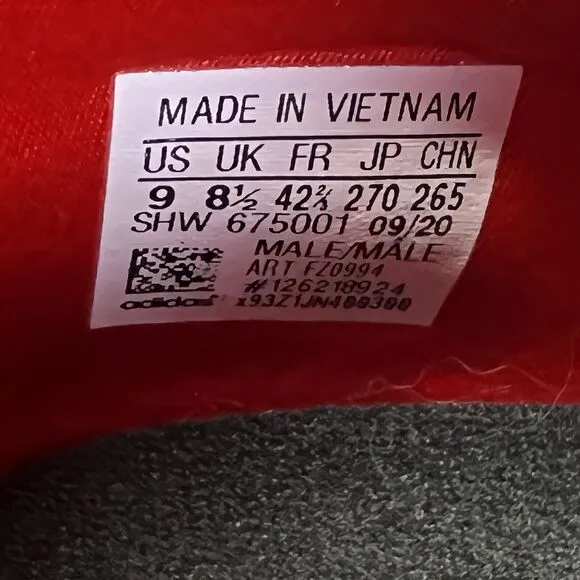 MADE IN VIETNAM
US UK FR JP CHN
9 8½ 42⅔ 270 265
SHW 675001 09/20
MALE/MÂLE
ART FZ0994
#126218924
adidas